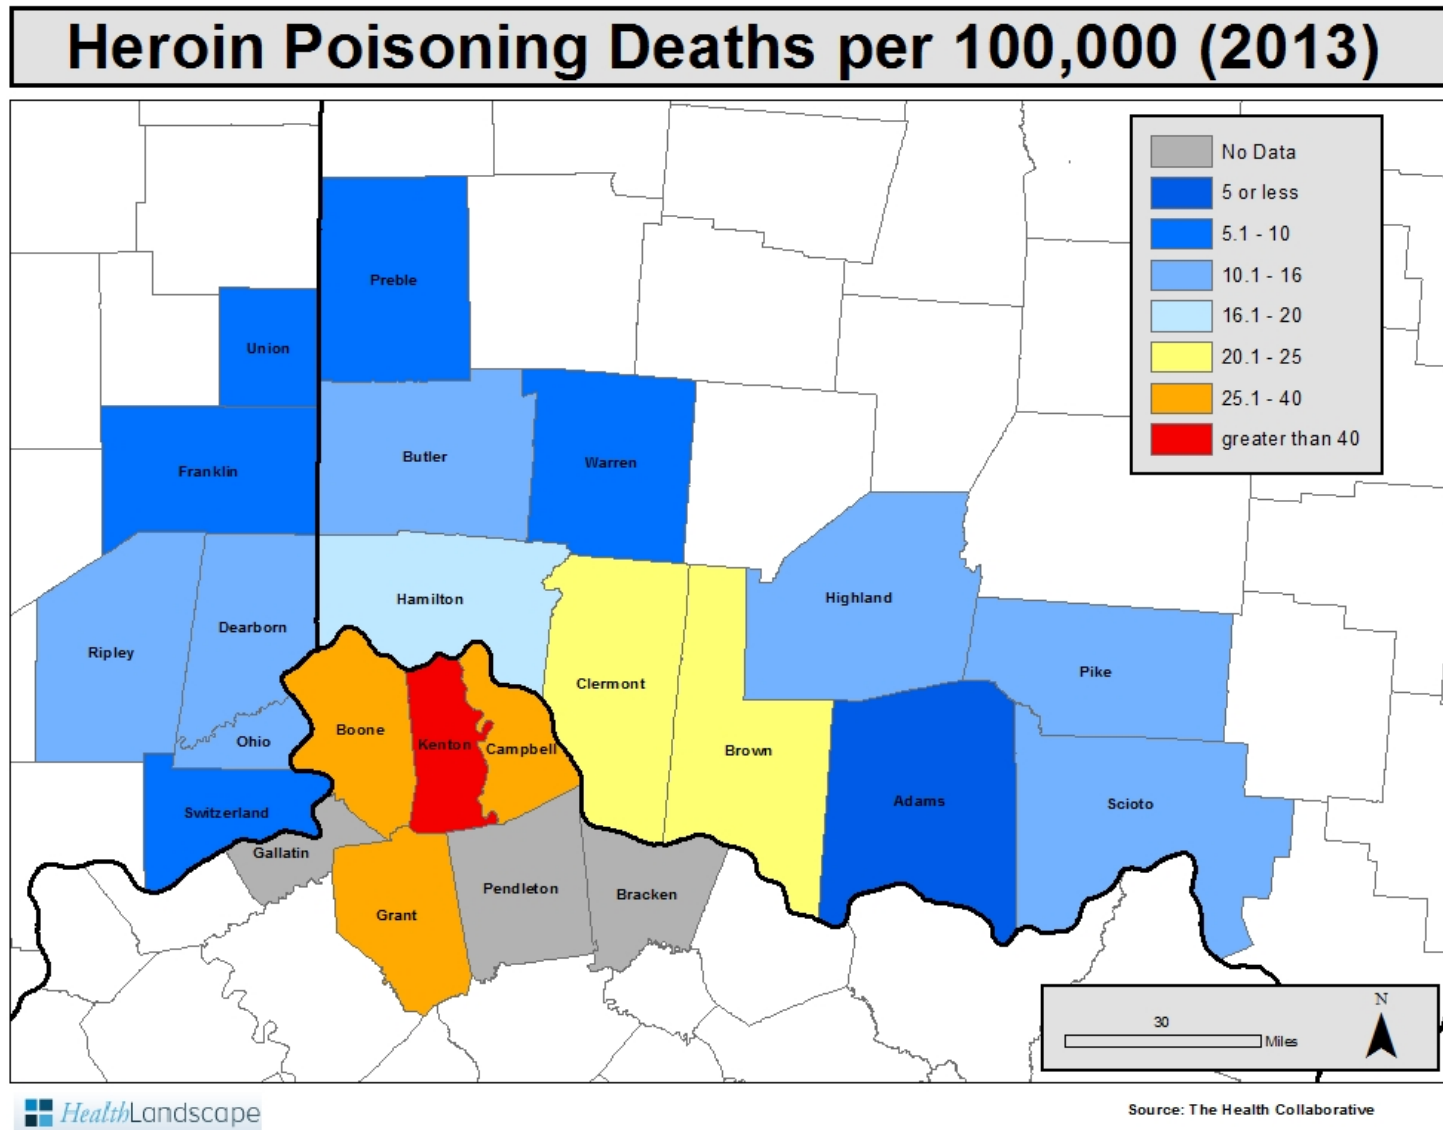 Heroin Poisoning Deaths per 100,000 (2013)
No Data
5 or less
5.1 - 10
10.1 - 16
16.1 - 20
20.1 - 25
25.1 - 40
greater than 40
Preble
Union
Butler
Warren
Franklin
Hamilton
Highland
Dearborn
Ripley
Pike
Clermont
Boone
Kenton
Campbell
Ohio
Brown
Adams
Scioto
Switzerland
Gallatin
Pendleton
Bracken
Grant
N
30
Miles
HealthLandscape
Source: The Health Collaborative